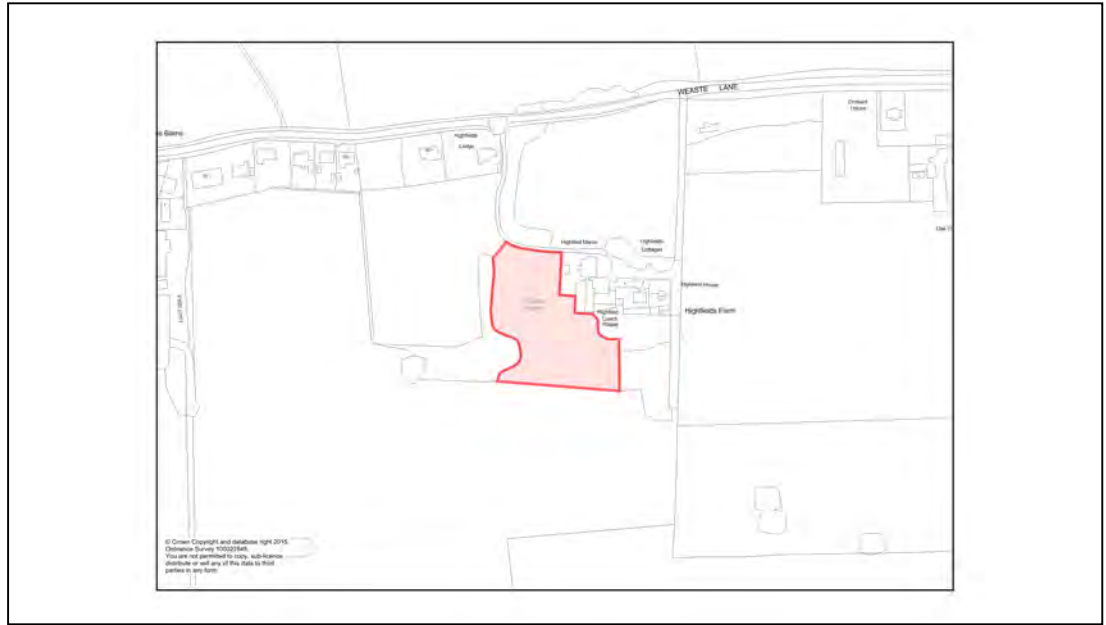 WEASTE LANE
Orchard
House
Highfields
Lodge
Highfield Manor
Highfields
Cottages
Highfield House
Highfields Farm
Highfield
Coach
House
© Crown Copyright and database right 2015.
Ordnance Survey 100022848.
You are not permitted to copy, sub-licence,
distribute or sell any of this data to third
parties in any form.